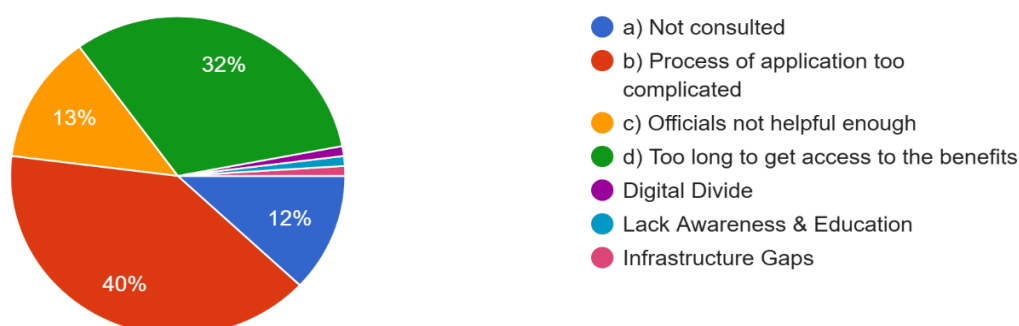 32%
13%
12%
40%
a) Not consulted
b) Process of application too
complicated
c) Officials not helpful enough
d) Too long to get access to the benefits
Digital Divide
Lack Awareness & Education
Infrastructure Gaps